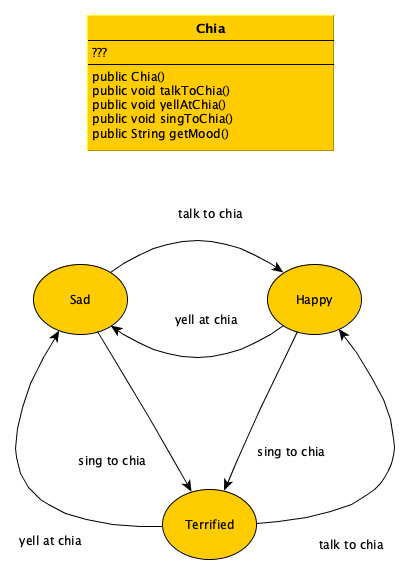 Chia
???
public Chia()
public void talkToChia()
public void yellAtChia()
public void singToChia()
public String getMood()
talk to chia
Sad
Happy
yell at chia
sing to chia
sing to chia
Terrified
yell at chia
talk to chia